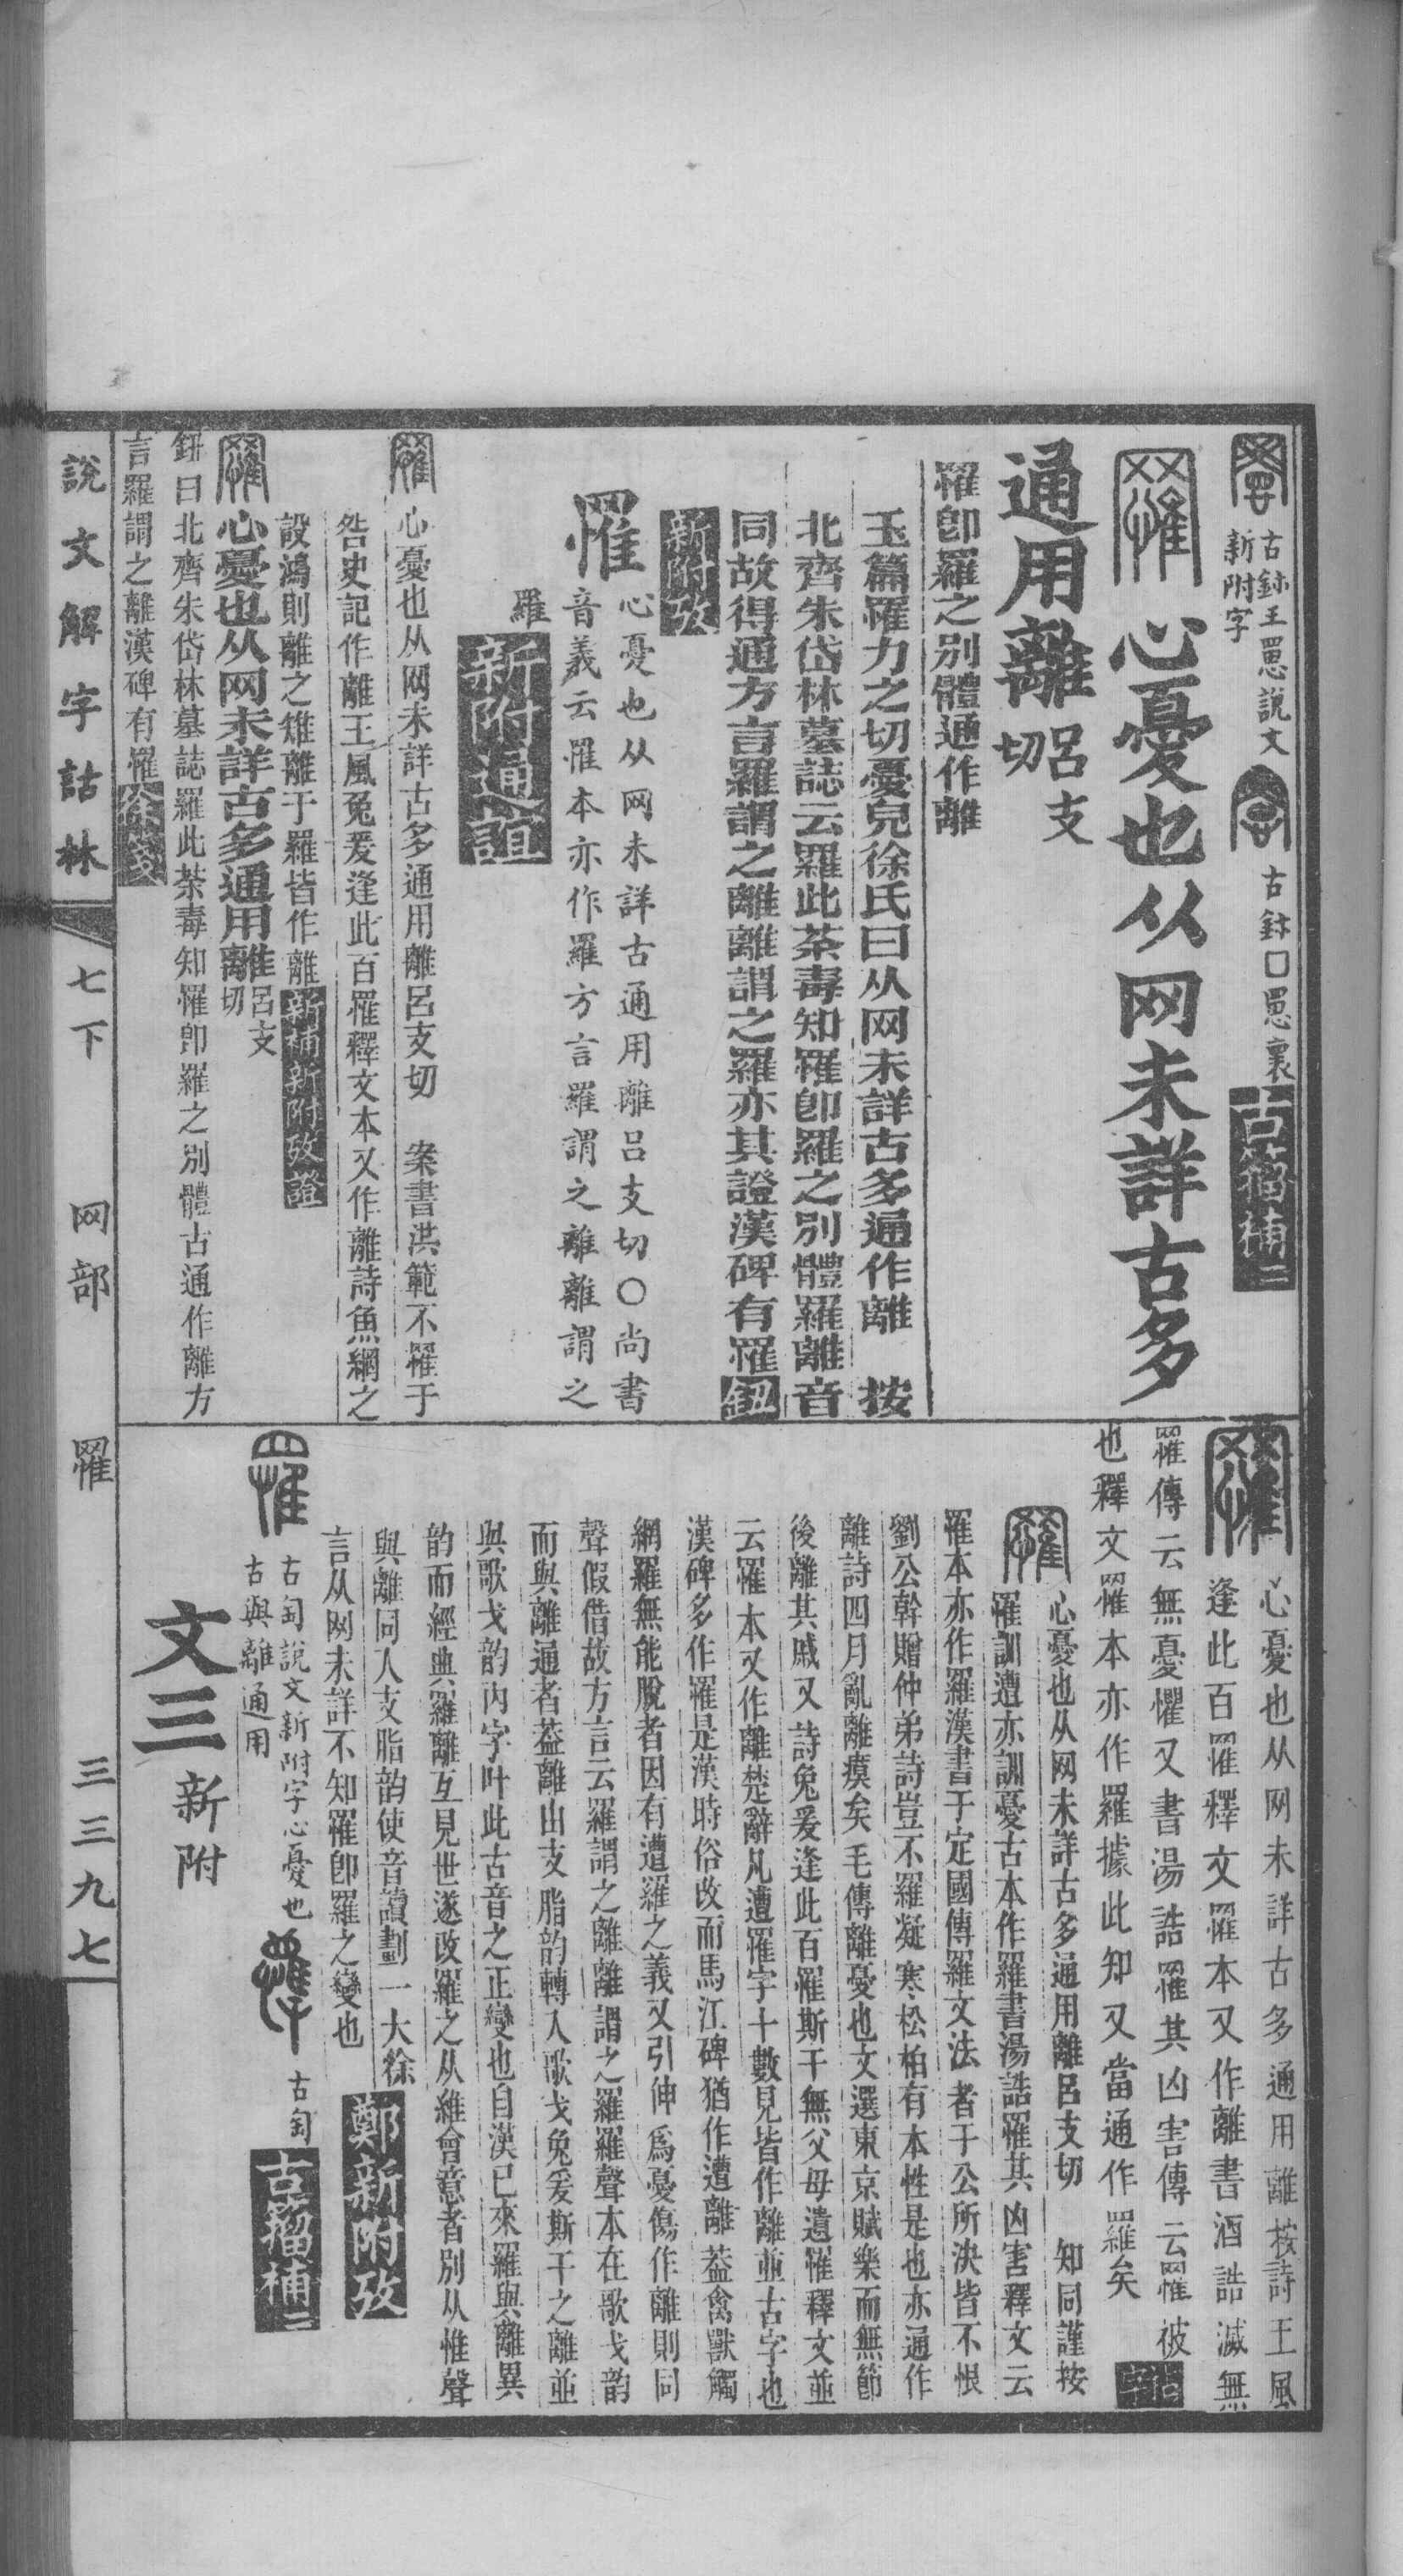 古鉢王罳說文
新附字
古鉢□罳裏
古籀補二
心憂也从网未詳古多
通用離呂支
切
罹卽羅之別體通作離
玉篇罹力之切憂皃徐氏曰从网未詳古多通作離 按
北齊朱岱林墓誌云羅此荼毒知罹卽羅之別體羅離音
同故得通方言羅謂之離離謂之羅亦其證漢碑有罹鈕
新附攷
罹
心憂也从网未詳古通用離呂支切○尚書
音義云罹本亦作羅方言羅謂之離離謂之
羅
新附通誼
心憂也从网未詳古多通用離呂支切 案書洪範不罹于
咎史記作離王風兔爰逢此百罹釋文本又作離詩魚網之
設鴻則離之雉離于羅皆作離新補新附攷證
心憂也从网未詳古多通用離呂支
切
鈕曰北齊朱岱林墓誌羅此荼毒知罹卽羅之別體古通作離方
言羅謂之離漢碑有罹徐箋
心憂也从网未詳古多通用離按詩王風
逢此百罹釋文罹本又作離書酒誥滅無
罹傳云無憂懼又書湯誥罹其凶害傳云罹彼
也釋文罹本亦作羅據此知又當通作羅矣
心憂也从网未詳古多通用離呂支切 知同謹按
罹訓遭亦訓憂古本作羅書湯誥罹其凶害釋文云
罹本亦作羅漢書于定國傳羅文法者于公所決皆不恨
劉公幹贈仲弟詩豈不羅凝寒松柏有本性是也亦通作
離詩四月亂離瘼矣毛傳離憂也文選東京賦樂而無節
後離其戚又詩兔爰逢此百罹斯干無父母遺罹釋文並
云罹本又作離楚辭凡遭罹字十數見皆作離並古字也
漢碑多作罹是漢時俗改而馬江碑猶作遭離葢禽獸觸
網羅無能脫者因有遭羅之義又引伸爲憂傷作離則同
聲假借故方言云羅謂之離離謂之羅羅聲本在歌戈韵
而與離通者葢離由支脂韵轉入歌戈兔爰斯干之離並
與歌戈韵內字叶此古音之正變也自漢已來羅與離異
韵而經典羅離互見世遂改羅之从維會意者別从惟聲
與離同入支脂韵使音讀劃一大徐
言从网未詳不知罹卽羅之變也
鄭新附攷
古匋說文新附字心憂也
古與離通用
古匋
古籀補二
文三新附
說文解字詁林
七下
网部
罹
三三九七